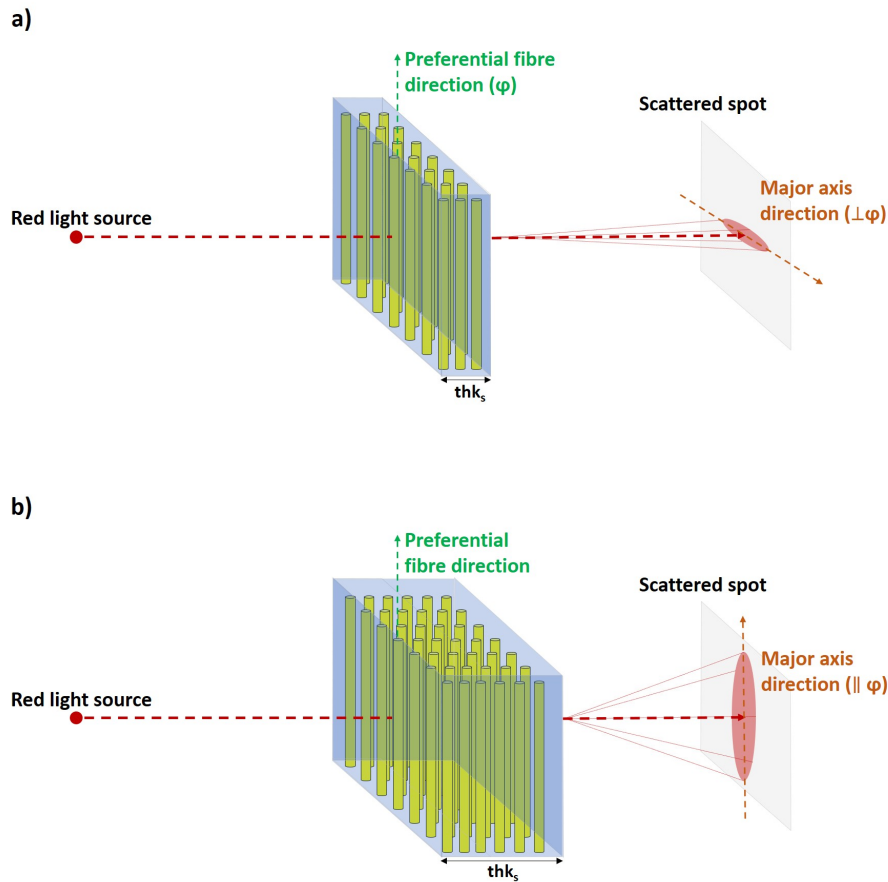 a)
Preferential fibre
direction (φ)
Scattered spot
Major axis
direction (⊥φ)
Red light source
thkₛ
b)
Preferential
fibre direction
Scattered spot
Major axis
direction (∥ φ)
Red light source
thkₛ